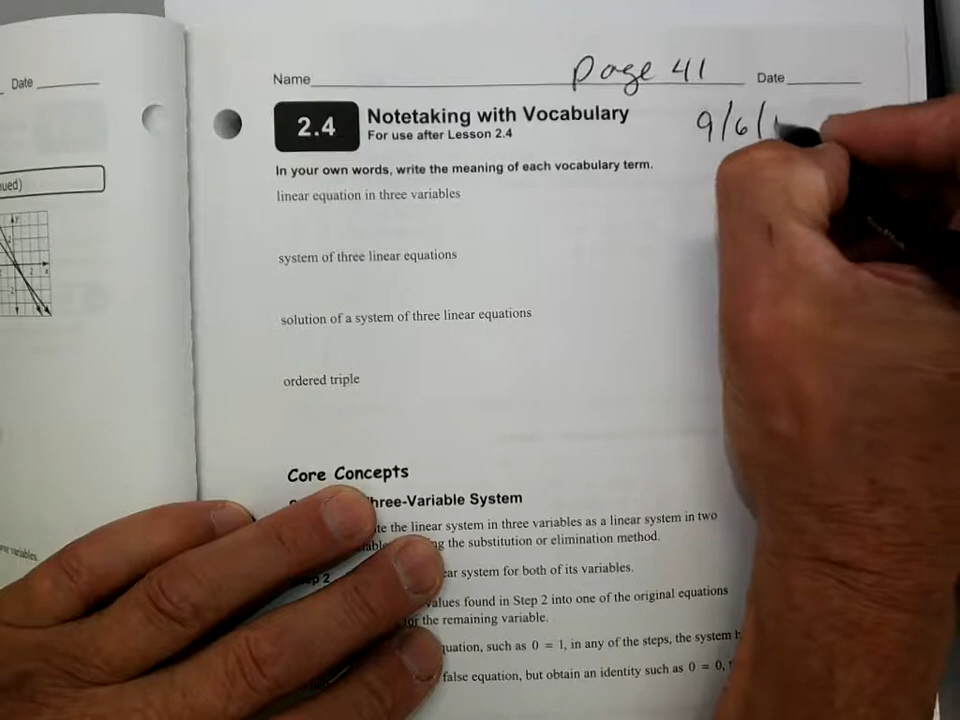 Date
Name Page 41 Date
2.4 Notetaking with Vocabulary
For use after Lesson 2.4
9/6/1
In your own words, write the meaning of each vocabulary term.
linear equation in three variables
system of three linear equations
solution of a system of three linear equations
ordered triple
Core Concepts
Three-Variable System
te the linear system in three variables as a linear system in two
the substitution or elimination method.
ear system for both of its variables.
2
values found in Step 2 into one of the original equations
for the remaining variable.
quation, such as 0 = 1, in any of the steps, the system
false equation, but obtain an identity such as 0 = 0,
ued)
y
2
x
variables.